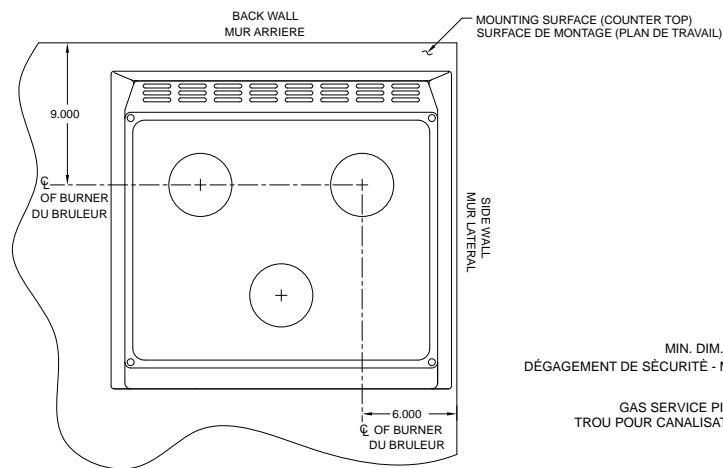 BACK WALL
MUR ARRIERE
MOUNTING SURFACE (COUNTER TOP)
SURFACE DE MONTAGE (PLAN DE TRAVAIL)
9.000
℄ OF BURNER
DU BRULEUR
SIDE WALL
MUR LATERAL
MIN. DIM.
DÉGAGEMENT DE SÈCURITÈ -
GAS SERVICE
TROU POUR
6.000
℄ OF BURNER
DU BRULEUR